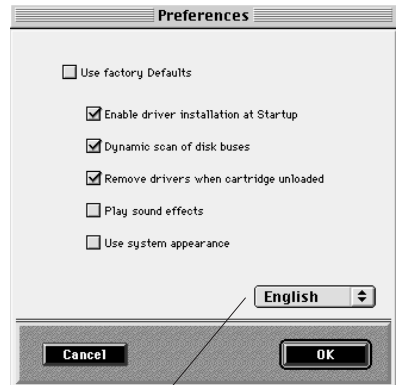 Preferences
Use factory Defaults
Enable driver installation at Startup
Dynamic scan of disk buses
Remove drivers when cartridge unloaded
Play sound effects
Use system appearance
English
Cancel
OK